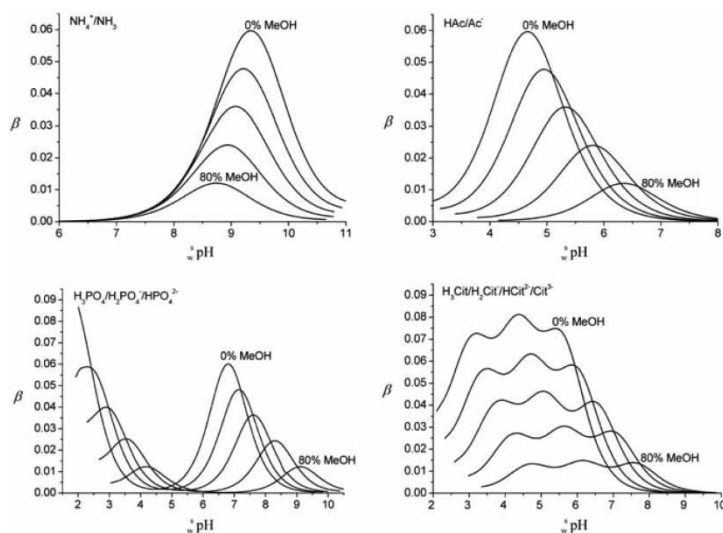 NH₄⁺/NH₃
0% MeOH
80% MeOH
β
0.06
0.05
0.04
0.03
0.02
0.01
0.00
6 7 8 9 10 11
s
w pH
HAc/Ac⁻
0% MeOH
80% MeOH
β
0.06
0.05
0.04
0.03
0.02
0.01
0.00
3 4 5 6 7 8
s
w pH
H₃PO₄/H₂PO₄⁻/HPO₄²⁻
0% MeOH
80% MeOH
β
0.09
0.08
0.07
0.06
0.05
0.04
0.03
0.02
0.01
0.00
2 3 4 5 6 7 8 9 10
s
w pH
H₃Cit/H₂Cit⁻/HCit²⁻/Cit³⁻
0% MeOH
80% MeOH
β
0.09
0.08
0.07
0.06
0.05
0.04
0.03
0.02
0.01
0.00
2 3 4 5 6 7 8 9 10
s
w pH